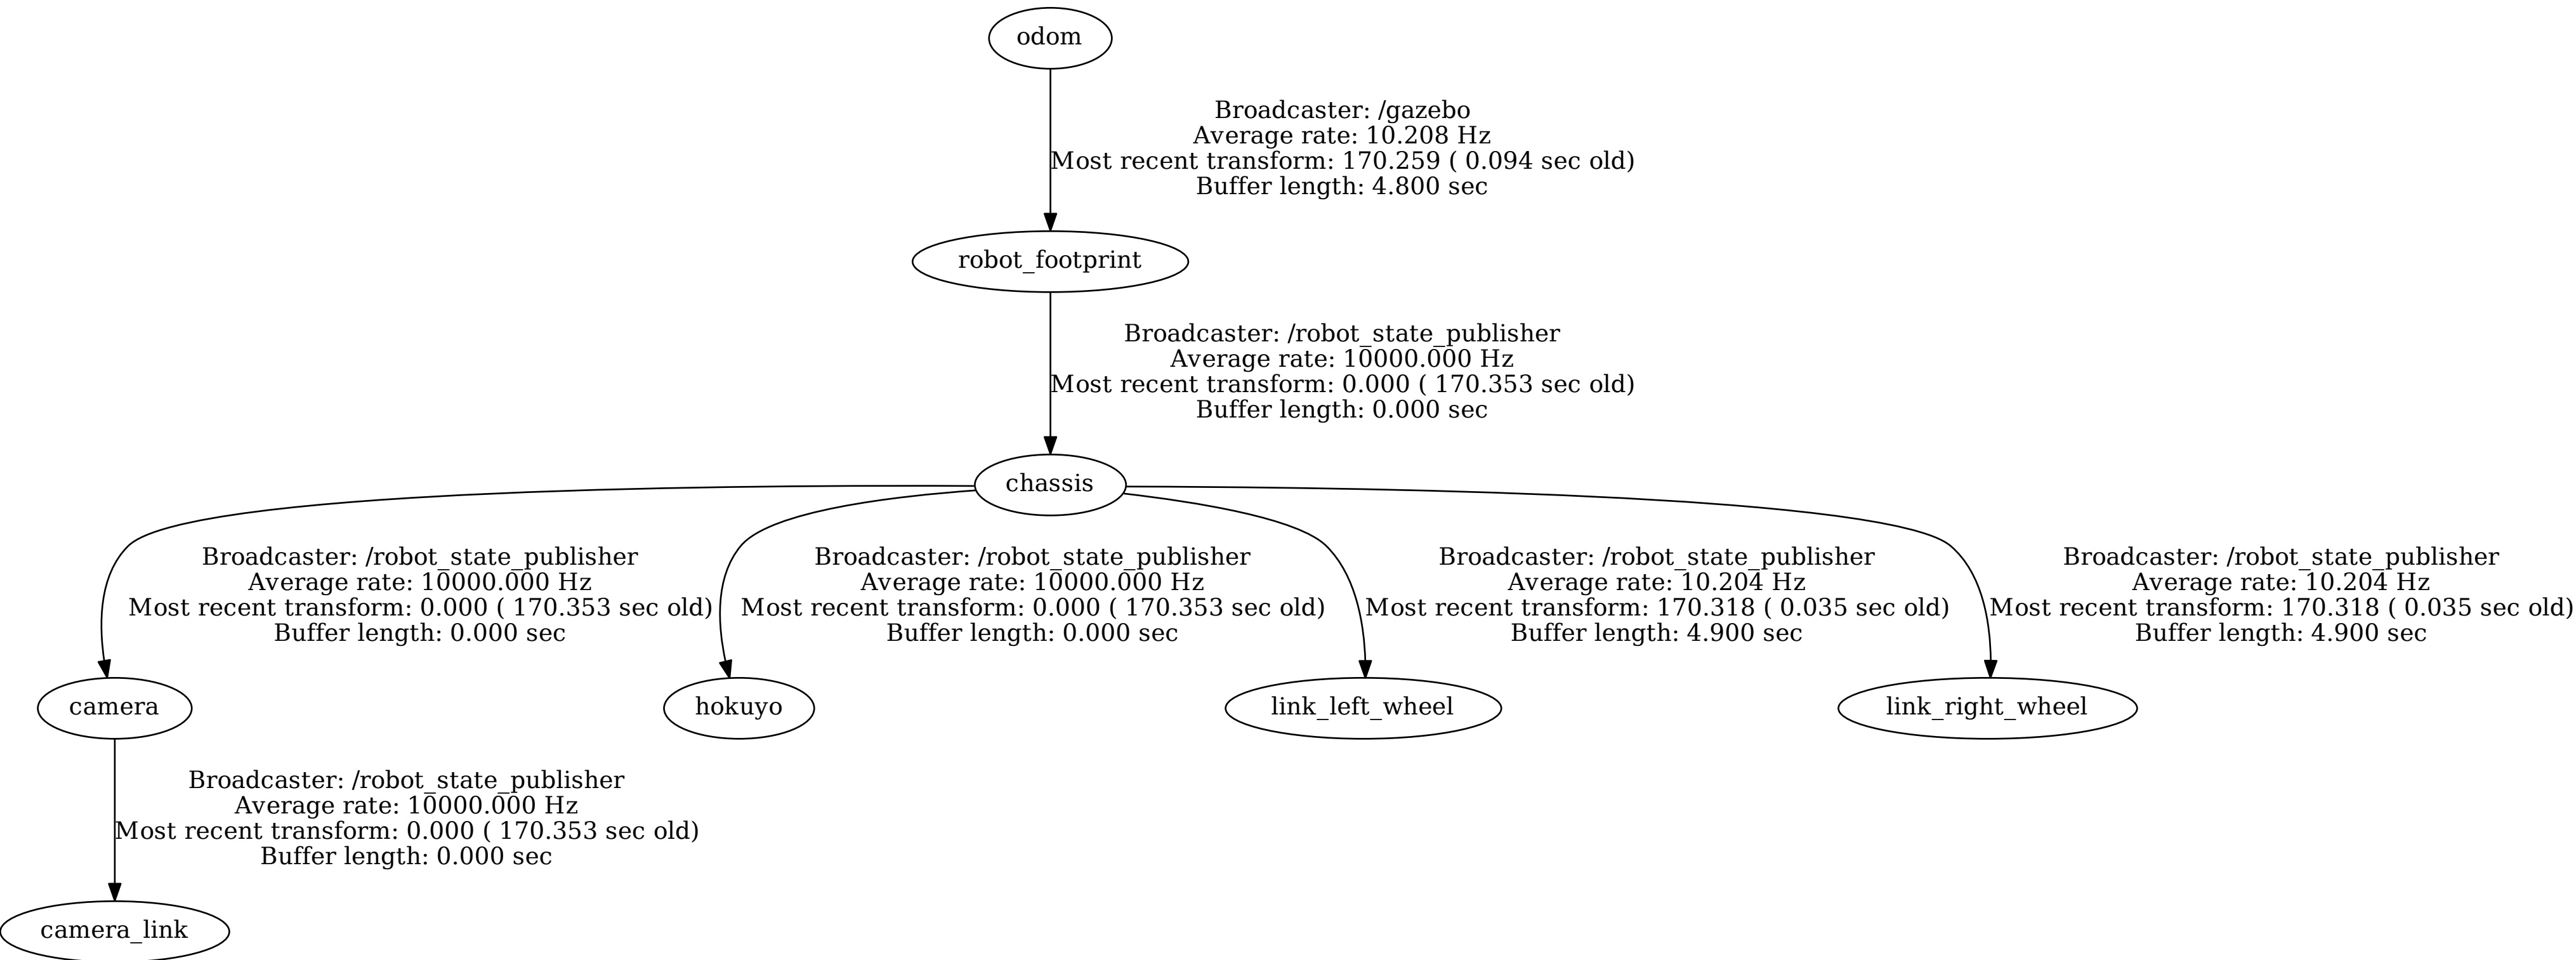 odom
Broadcaster: /gazebo
Average rate: 10.208 Hz
Most recent transform: 170.259 ( 0.094 sec old)
Buffer length: 4.800 sec
robot_footprint
Broadcaster: /robot_state_publisher
Average rate: 10000.000 Hz
Most recent transform: 0.000 ( 170.353 sec old)
Buffer length: 0.000 sec
chassis
Broadcaster: /robot_state_publisher
Average rate: 10000.000 Hz
Most recent transform: 0.000 ( 170.353 sec old)
Buffer length: 0.000 sec
Broadcaster: /robot_state_publisher
Average rate: 10000.000 Hz
Most recent transform: 0.000 ( 170.353 sec old)
Buffer length: 0.000 sec
Broadcaster: /robot_state_publisher
Average rate: 10.204 Hz
Most recent transform: 170.318 ( 0.035 sec old)
Buffer length: 4.900 sec
Broadcaster: /robot_state_publisher
Average rate: 10.204 Hz
Most recent transform: 170.318 ( 0.035 sec old)
Buffer length: 4.900 sec
camera
hokuyo
link_left_wheel
link_right_wheel
Broadcaster: /robot_state_publisher
Average rate: 10000.000 Hz
Most recent transform: 0.000 ( 170.353 sec old)
Buffer length: 0.000 sec
camera_link